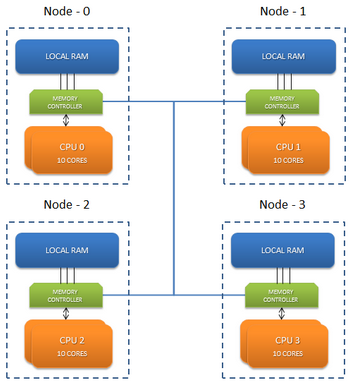 Node - 0
Node - 1
LOCAL RAM
LOCAL RAM
MEMORY
CONTROLLER
MEMORY
CONTROLLER
CPU 0
10 CORES
CPU 1
10 CORES
Node - 2
Node - 3
LOCAL RAM
LOCAL RAM
MEMORY
CONTROLLER
MEMORY
CONTROLLER
CPU 2
10 CORES
CPU 3
10 CORES